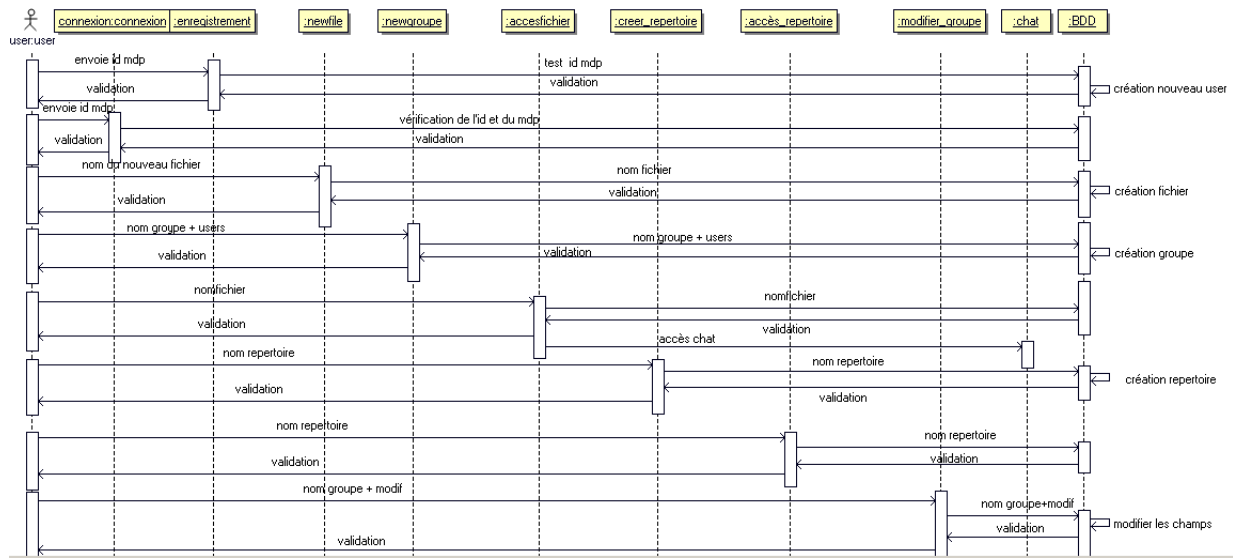 connexion:connexion
:enregistrement
:newfile
:newgroupe
:accesfichier
:creer_repertoire
:accès_repertoire
:modifier_groupe
:chat
:BDD
user:user
envoie id mdp
test id mdp
validation
validation
création nouveau user
envoie id mdp
vérification de l'id et du mdp
validation
validation
nom du nouveau fichier
nom fichier
validation
validation
création fichier
nom groype + users
nom groupe + users
validation
validation
création groupe
nomfichier
nomfichier
validation
validation
accès chat
nom repertoire
nom repertoire
validation
validation
création repertoire
nom repertoire
nom repertoire
validation
validation
nom groupe + modif
nom groupe+modif
validation
modifier les champs
validation